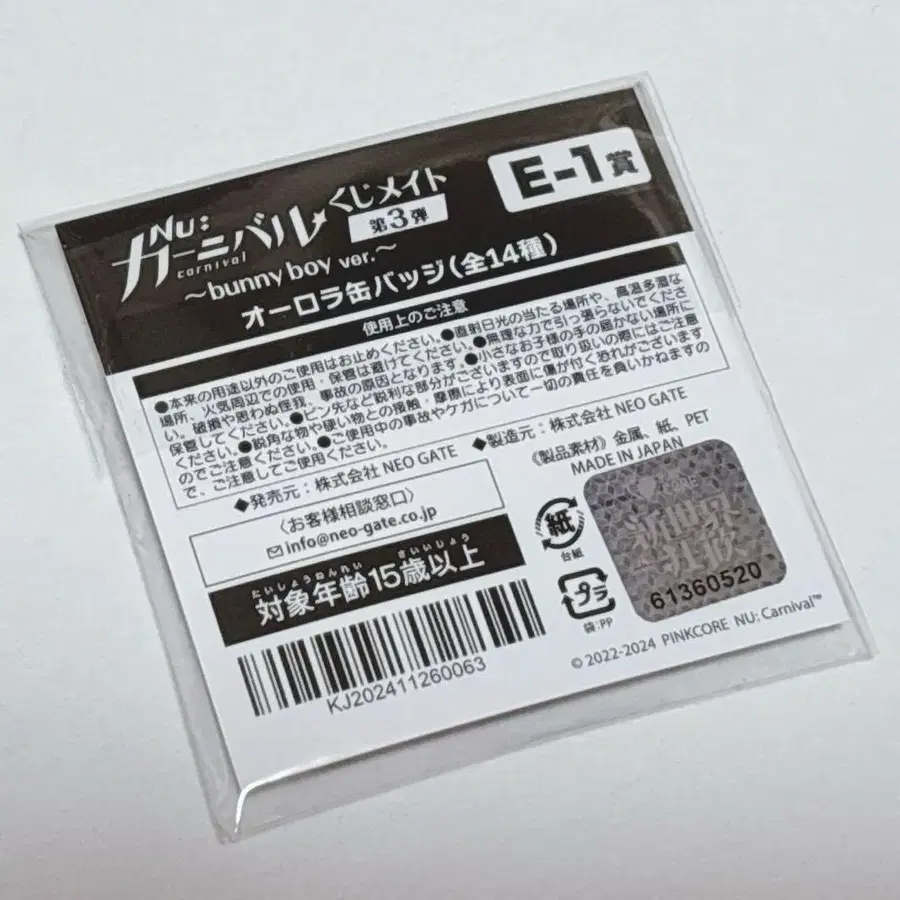 NU:
カーニバル
carnival
くじメイト
第3弾
E-1賞
～bunny boy ver.～
オーロラ缶バッジ(全14種)
使用上のご注意
●本来の用途以外のご使用はお止めください。●直射日光の当たる場所や、高温多湿な
場所、火気周辺での使用・保管は避けてください。●無理な力で引っ張らないでくださ
い。破損や思わぬ怪我、事故の原因となります。●小さなお子様の手の届かない場所に
保管してください。●ピン先など鋭利な部分がございますので取り扱いの際にはご注意
ください。●鋭角な物や硬い物との接触・摩擦により表面に傷が付く恐れがございます
のでご注意ください。●ご使用中の事故やケガについて一切の責任を負いかねますの
で、ご注意してご使用ください。
◆発売元：株式会社 NEO GATE
◆製造元：株式会社 NEO GATE
〈お客様相談窓口〉
info@neo-gate.co.jp
《製品素材》金属、紙、PET
MADE IN JAPAN
たいしょうねんれい さいいじょう
対象年齢15歳以上
紙
台紙
プラ
袋:PP
61360520
KJ202411260063
© 2022-2024 PINKCORE NU: Carnival™